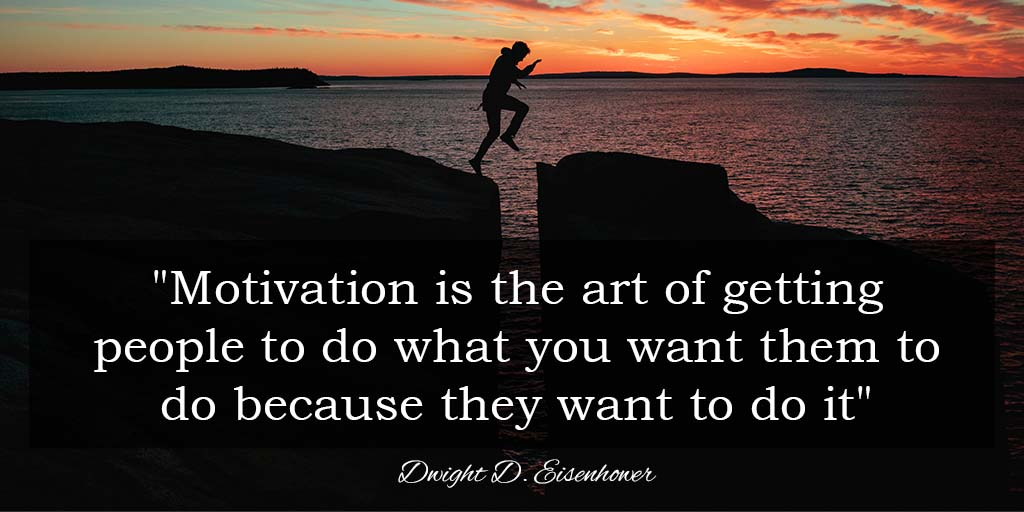 "Motivation is the art of getting
people to do what you want them to
do because they want to do it"
Dwight D. Eisenhower